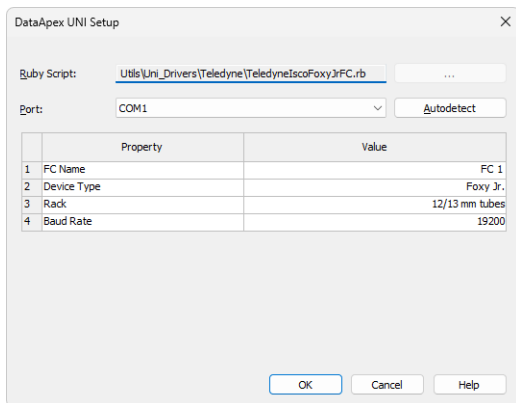 DataApex UNI Setup
Ruby Script: Utils\Uni_Drivers\Teledyne\TeledyneIscoFoxyJrFC.rb ...
Port: COM1 Autodetect
Property Value
1 FC Name FC 1
2 Device Type Foxy Jr.
3 Rack 12/13 mm tubes
4 Baud Rate 19200
OK Cancel Help